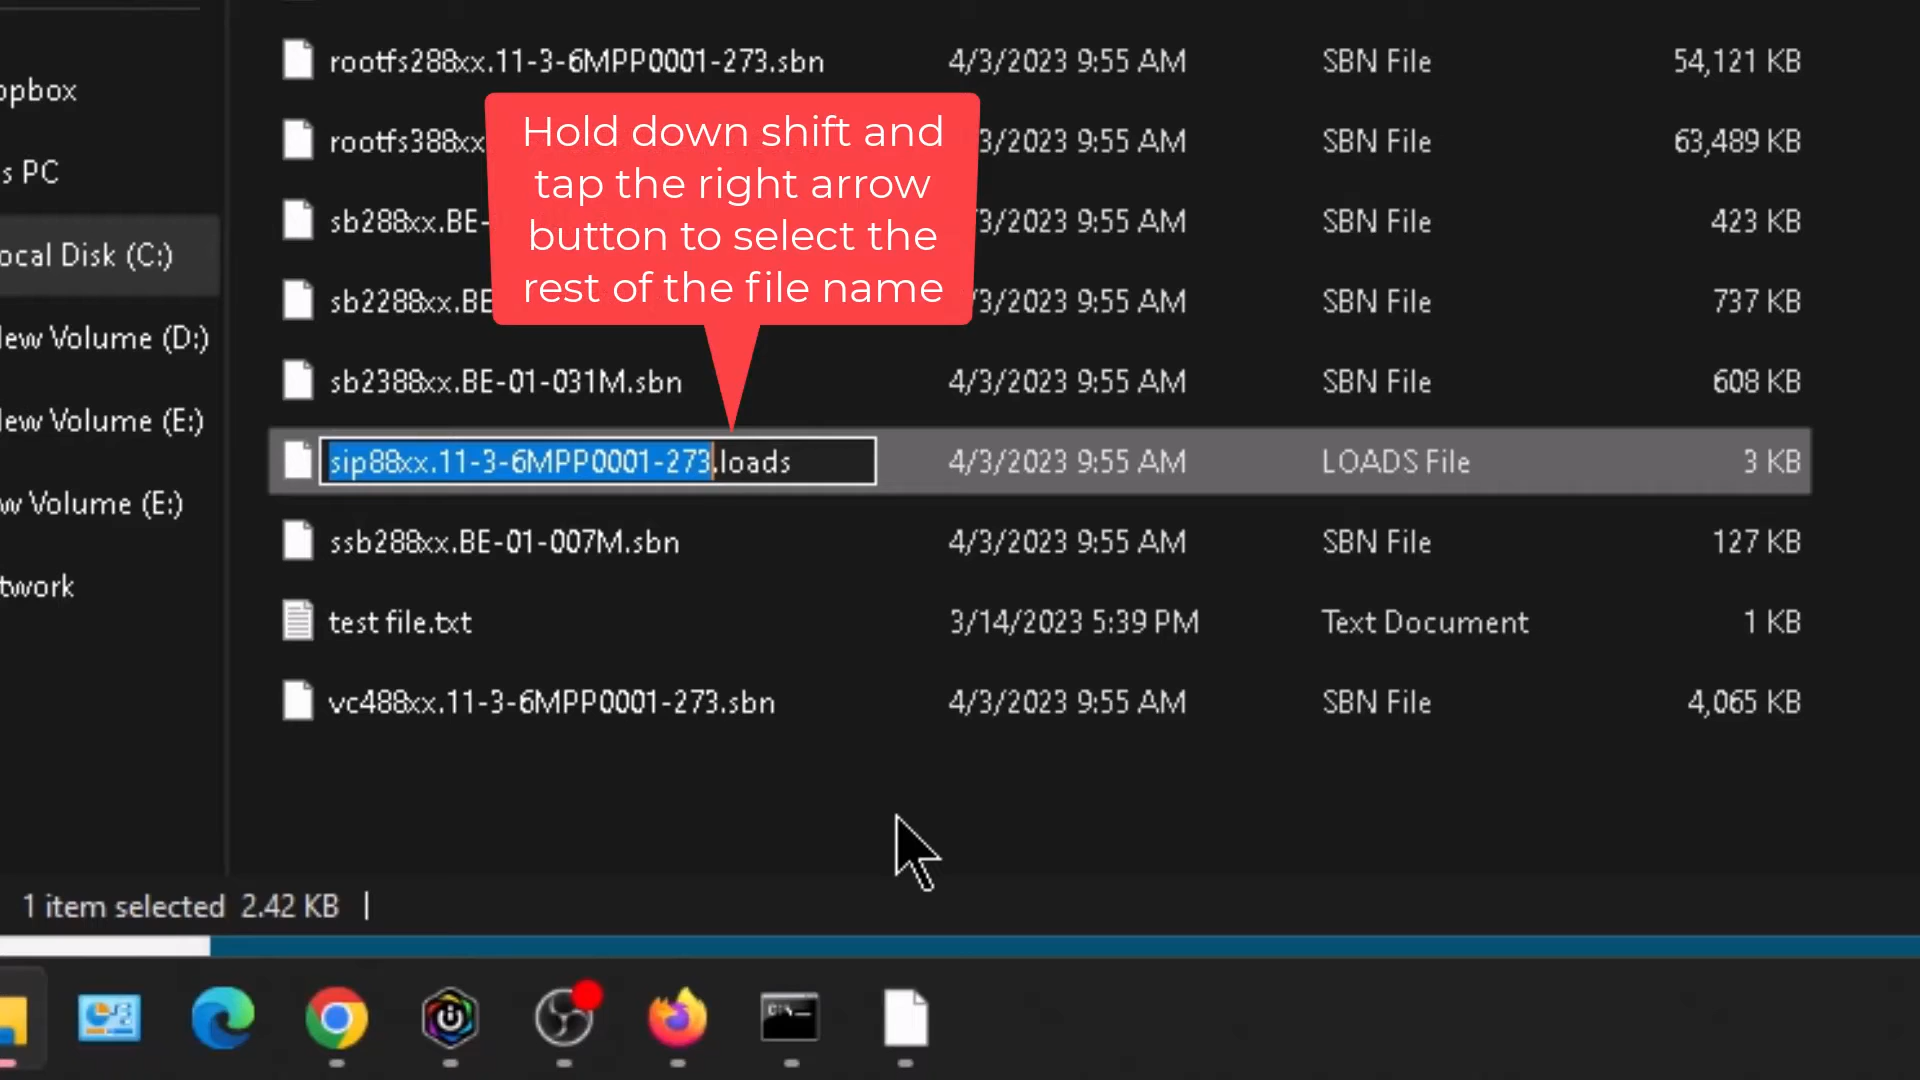 rootfs288xx.11-3-6MPP0001-273.sbn 4/3/2023 9:55 AM SBN File 54,121 KB
opbox
Hold down shift and
tap the right arrow
button to select the
rest of the file name
rootfs388xx 3/2023 9:55 AM SBN File 63,489 KB
s PC
sb288xx.BE- /3/2023 9:55 AM SBN File 423 KB
ocal Disk (C:)
sb2288xx.BE /3/2023 9:55 AM SBN File 737 KB
lew Volume (D:)
sb2388xx.BE-01-031M.sbn 4/3/2023 9:55 AM SBN File 608 KB
lew Volume (E:)
sip88xx.11-3-6MPP0001-273.loads 4/3/2023 9:55 AM LOADS File 3 KB
w Volume (E:)
ssb288xx.BE-01-007M.sbn 4/3/2023 9:55 AM SBN File 127 KB
twork
test file.txt 3/14/2023 5:39 PM Text Document 1 KB
vc488xx.11-3-6MPP0001-273.sbn 4/3/2023 9:55 AM SBN File 4,065 KB
1 item selected 2.42 KB